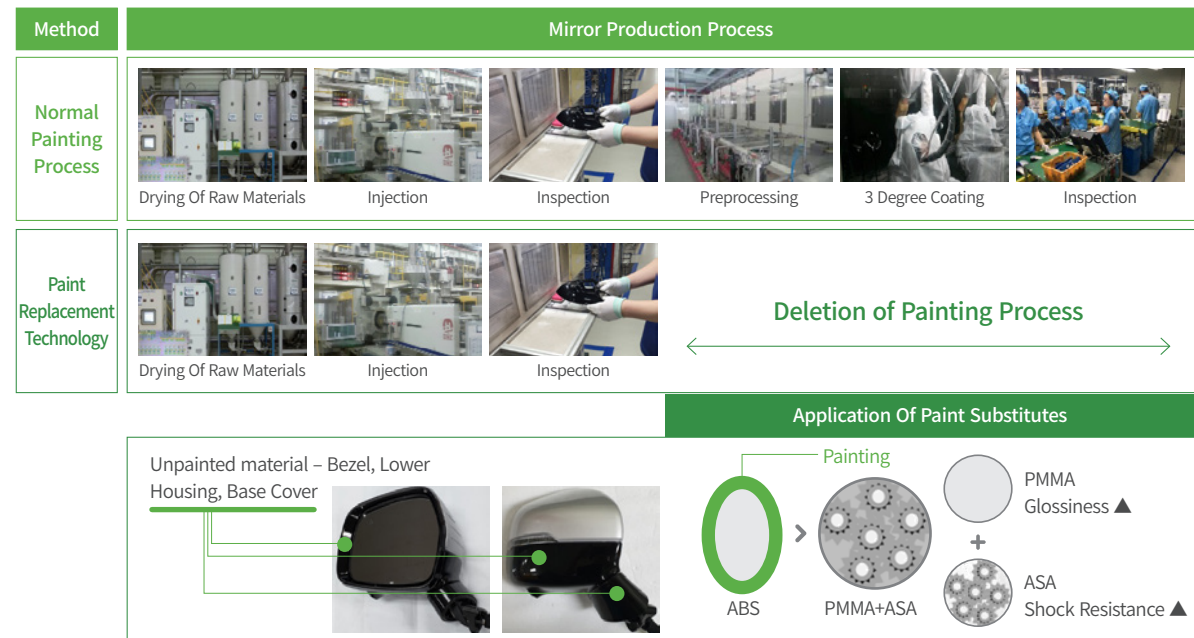 Method
Mirror Production Process
Normal
Painting
Process
Drying Of Raw Materials
Injection
Inspection
Preprocessing
3 Degree Coating
Inspection
Paint
Replacement
Technology
Drying Of Raw Materials
Injection
Inspection
Deletion of Painting Process
Application Of Paint Substitutes
Unpainted material – Bezel, Lower
Housing, Base Cover
Painting
ABS
PMMA+ASA
PMMA
Glossiness ▲
+
ASA
Shock Resistance ▲